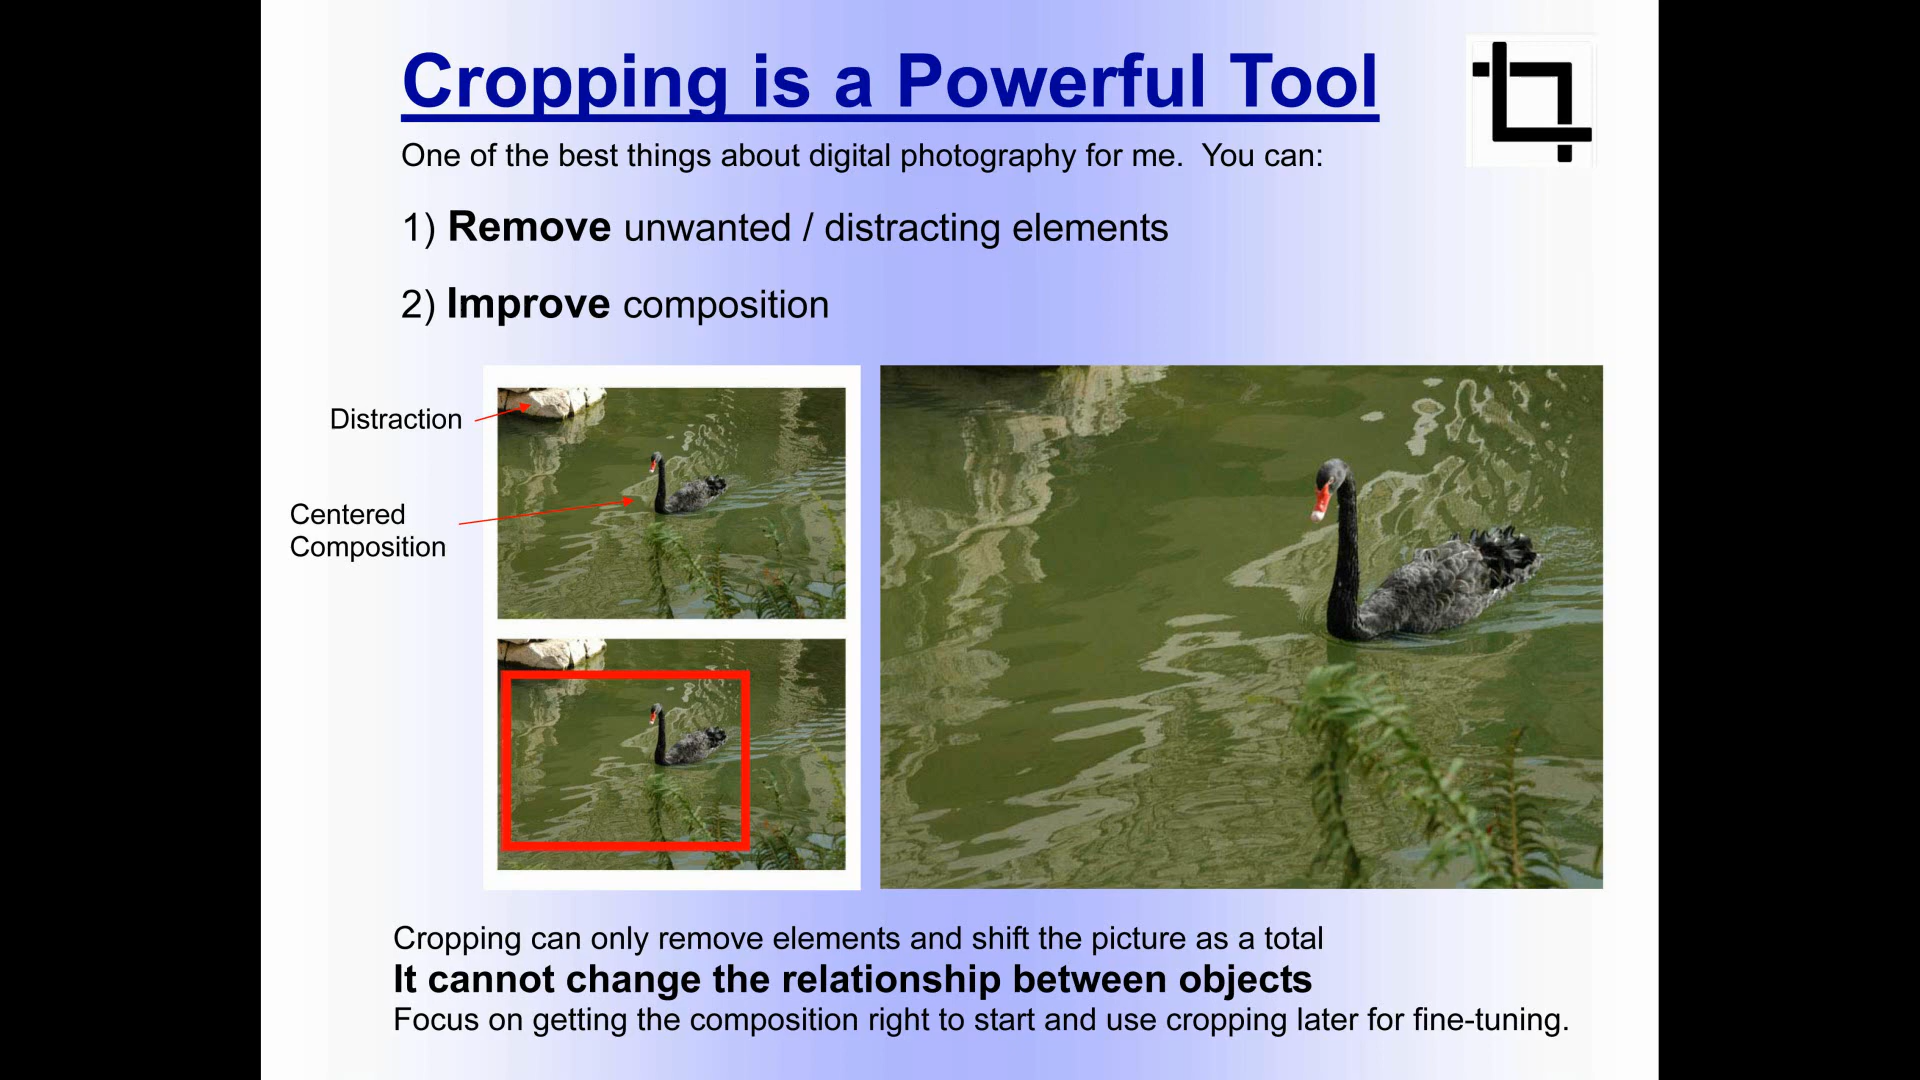 Cropping is a Powerful Tool
One of the best things about digital photography for me.  You can:
1) Remove unwanted / distracting elements
2) Improve composition
Distraction
Centered
Composition
Cropping can only remove elements and shift the picture as a total
It cannot change the relationship between objects
Focus on getting the composition right to start and use cropping later for fine-tuning.